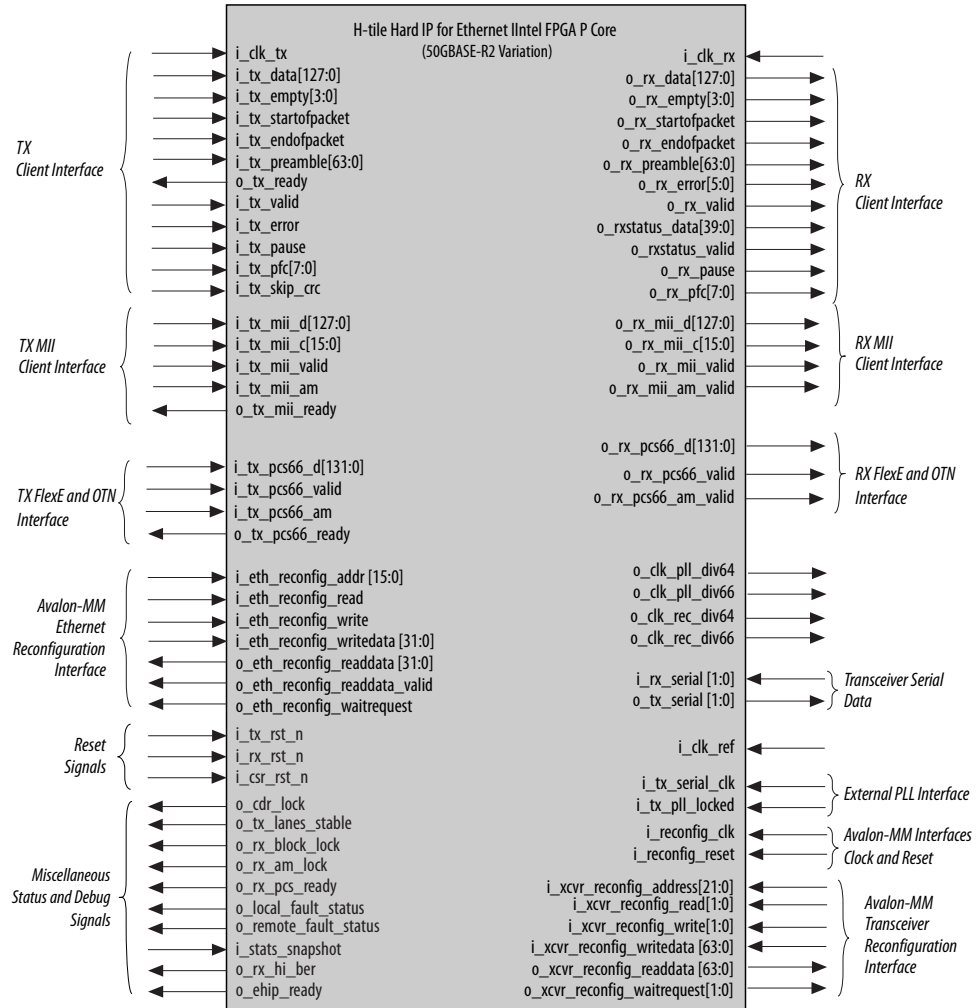 H-tile Hard IP for Ethernet IIntel FPGA P Core
(50GBASE-R2 Variation)
TX
Client Interface
i_clk_tx
i_tx_data[127:0]
i_tx_empty[3:0]
i_tx_startofpacket
i_tx_endofpacket
i_tx_preamble[63:0]
o_tx_ready
i_tx_valid
i_tx_error
i_tx_pause
i_tx_pfc[7:0]
i_tx_skip_crc
TX MII
Client Interface
i_tx_mii_d[127:0]
i_tx_mii_c[15:0]
i_tx_mii_valid
i_tx_mii_am
o_tx_mii_ready
TX FlexE and OTN
Interface
i_tx_pcs66_d[131:0]
i_tx_pcs66_valid
i_tx_pcs66_am
o_tx_pcs66_ready
Avalon-MM
Ethernet
Reconfiguration
Interface
i_eth_reconfig_addr [15:0]
i_eth_reconfig_read
i_eth_reconfig_write
i_eth_reconfig_writedata [31:0]
o_eth_reconfig_readdata [31:0]
o_eth_reconfig_readdata_valid
o_eth_reconfig_waitrequest
Reset
Signals
i_tx_rst_n
i_rx_rst_n
i_csr_rst_n
Miscellaneous
Status and Debug
Signals
o_cdr_lock
o_tx_lanes_stable
o_rx_block_lock
o_rx_am_lock
o_rx_pcs_ready
o_local_fault_status
o_remote_fault_status
i_stats_snapshot
o_rx_hi_ber
o_ehip_ready
i_clk_rx
o_rx_data[127:0]
o_rx_empty[3:0]
o_rx_startofpacket
o_rx_endofpacket
o_rx_preamble[63:0]
o_rx_error[5:0]
o_rx_valid
o_rxstatus_data[39:0]
o_rxstatus_valid
o_rx_pause
o_rx_pfc[7:0]
RX
Client Interface
o_rx_mii_d[127:0]
o_rx_mii_c[15:0]
o_rx_mii_valid
o_rx_mii_am_valid
RX MII
Client Interface
o_rx_pcs66_d[131:0]
o_rx_pcs66_valid
o_rx_pcs66_am_valid
RX FlexE and OTN
Interface
o_clk_pll_div64
o_clk_pll_div66
o_clk_rec_div64
o_clk_rec_div66
i_rx_serial [1:0]
o_tx_serial [1:0]
Transceiver Serial
Data
i_clk_ref
i_tx_serial_clk
i_tx_pll_locked
External PLL Interface
i_reconfig_clk
i_reconfig_reset
Avalon-MM Interfaces
Clock and Reset
i_xcvr_reconfig_address[21:0]
i_xcvr_reconfig_read[1:0]
i_xcvr_reconfig_write[1:0]
i_xcvr_reconfig_writedata [63:0]
o_xcvr_reconfig_readdata [63:0]
o_xcvr_reconfig_waitrequest[1:0]
Avalon-MM
Transceiver
Reconfiguration
Interface